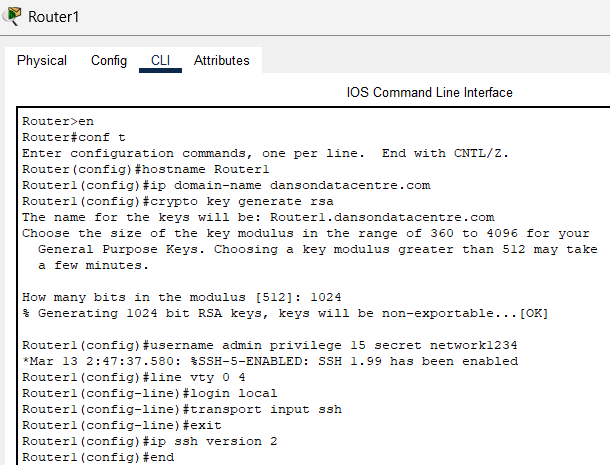 Router1
Physical Config CLI Attributes
IOS Command Line Interface
Router>en
Router#conf t
Enter configuration commands, one per line.  End with CNTL/Z.
Router(config)#hostname Router1
Router1(config)#ip domain-name dansondatacentre.com
Router1(config)#crypto key generate rsa
The name for the keys will be: Router1.dansondatacentre.com
Choose the size of the key modulus in the range of 360 to 4096 for your
  General Purpose Keys. Choosing a key modulus greater than 512 may take
  a few minutes.

How many bits in the modulus [512]: 1024
% Generating 1024 bit RSA keys, keys will be non-exportable...[OK]

Router1(config)#username admin privilege 15 secret network1234
*Mar 13 2:47:37.580: %SSH-5-ENABLED: SSH 1.99 has been enabled
Router1(config)#line vty 0 4
Router1(config-line)#login local
Router1(config-line)#transport input ssh
Router1(config-line)#exit
Router1(config)#ip ssh version 2
Router1(config)#end